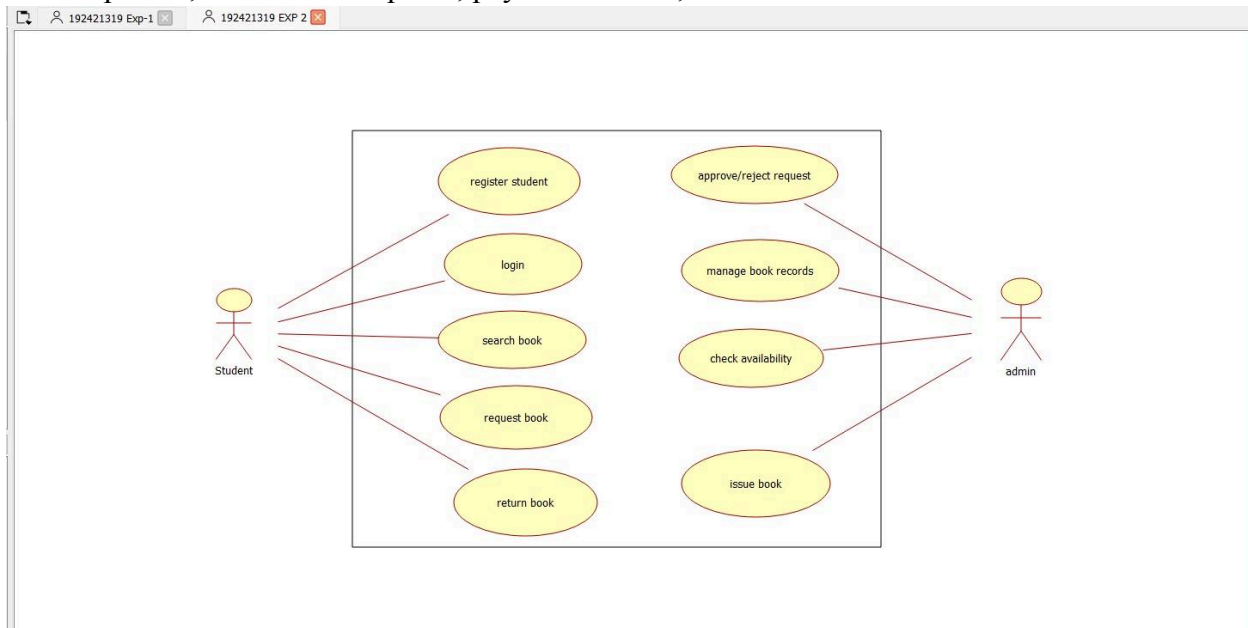 192421319 Exp-1
192421319 EXP 2
register student
approve/reject request
login
manage book records
search book
check availability
Student
admin
request book
issue book
return book